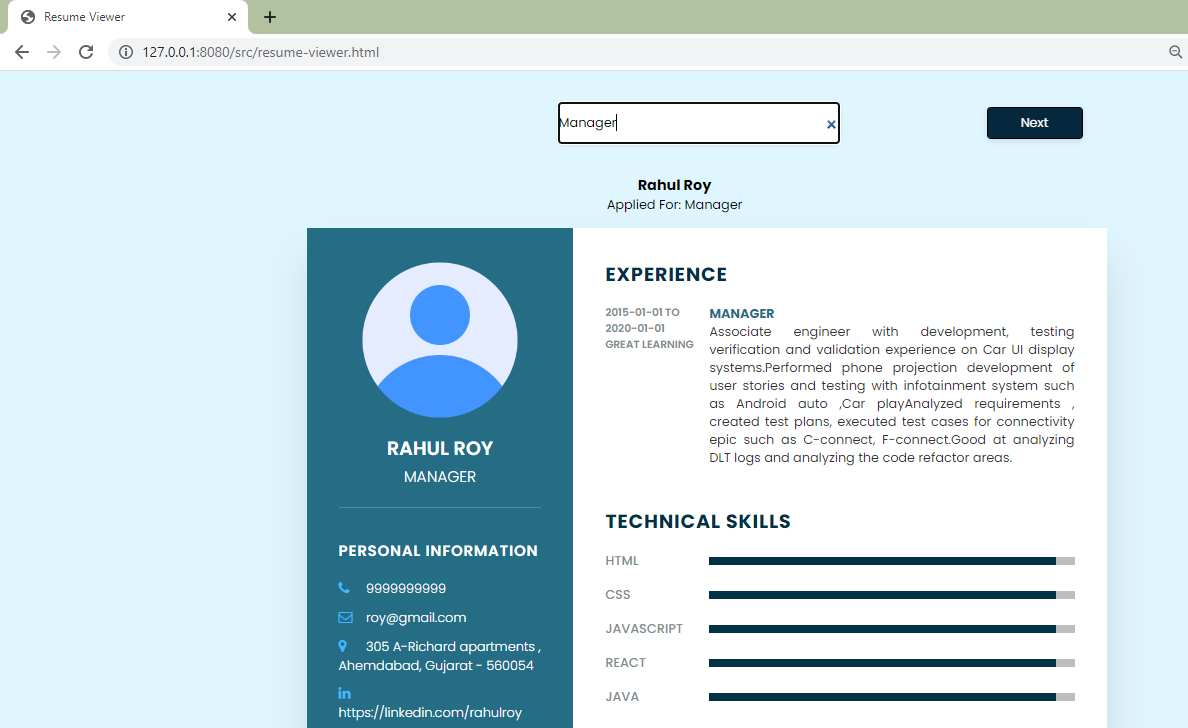 Resume Viewer
127.0.0.1:8080/src/resume-viewer.html
Manager
Next
Rahul Roy
Applied For: Manager
RAHUL ROY
MANAGER
PERSONAL INFORMATION
9999999999
roy@gmail.com
305 A-Richard apartments ,
Ahemdabad, Gujarat - 560054
https://linkedin.com/rahulroy
EXPERIENCE
2015-01-01 TO
2020-01-01
GREAT LEARNING
MANAGER
Associate engineer with development, testing
verification and validation experience on Car UI display
systems.Performed phone projection development of
user stories and testing with infotainment system such
as Android auto ,Car playAnalyzed requirements ,
created test plans, executed test cases for connectivity
epic such as C-connect, F-connect.Good at analyzing
DLT logs and analyzing the code refactor areas.
TECHNICAL SKILLS
HTML
CSS
JAVASCRIPT
REACT
JAVA